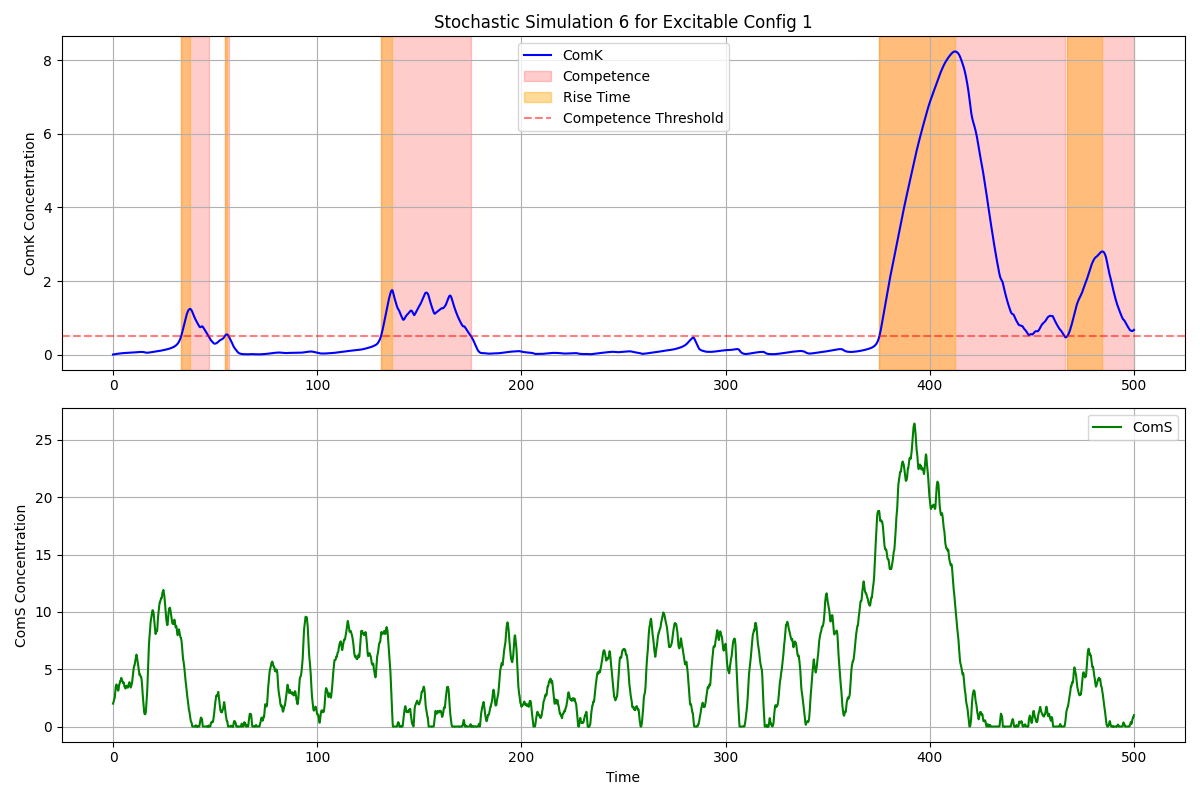 Stochastic Simulation 6 for Excitable Config 1
ComK
Competence
Rise Time
Competence Threshold
ComK Concentration
8
6
4
2
0
0 100 200 300 400 500
ComS
ComS Concentration
25
20
15
10
5
0
0 100 200 300 400 500
Time